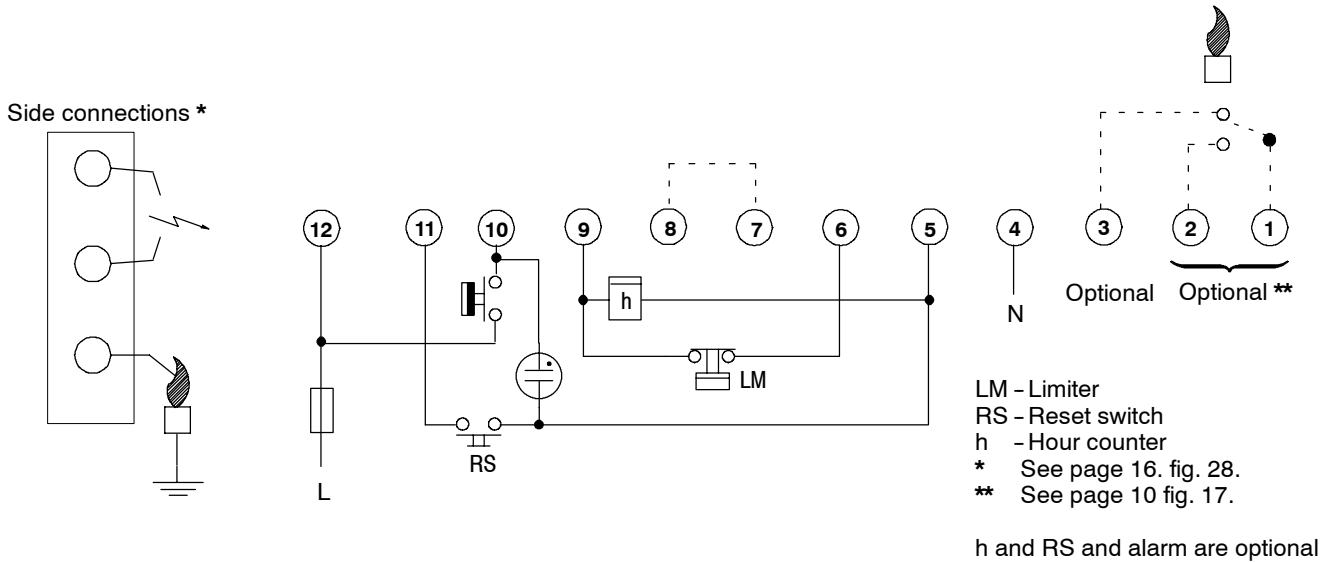 Side connections *
12
11
10
9
8
7
6
5
4
3
2
1
h
N
Optional
Optional **
LM
RS
L
LM – Limiter
RS – Reset switch
h – Hour counter
* See page 16. fig. 28.
** See page 10 fig. 17.
h and RS and alarm are optional